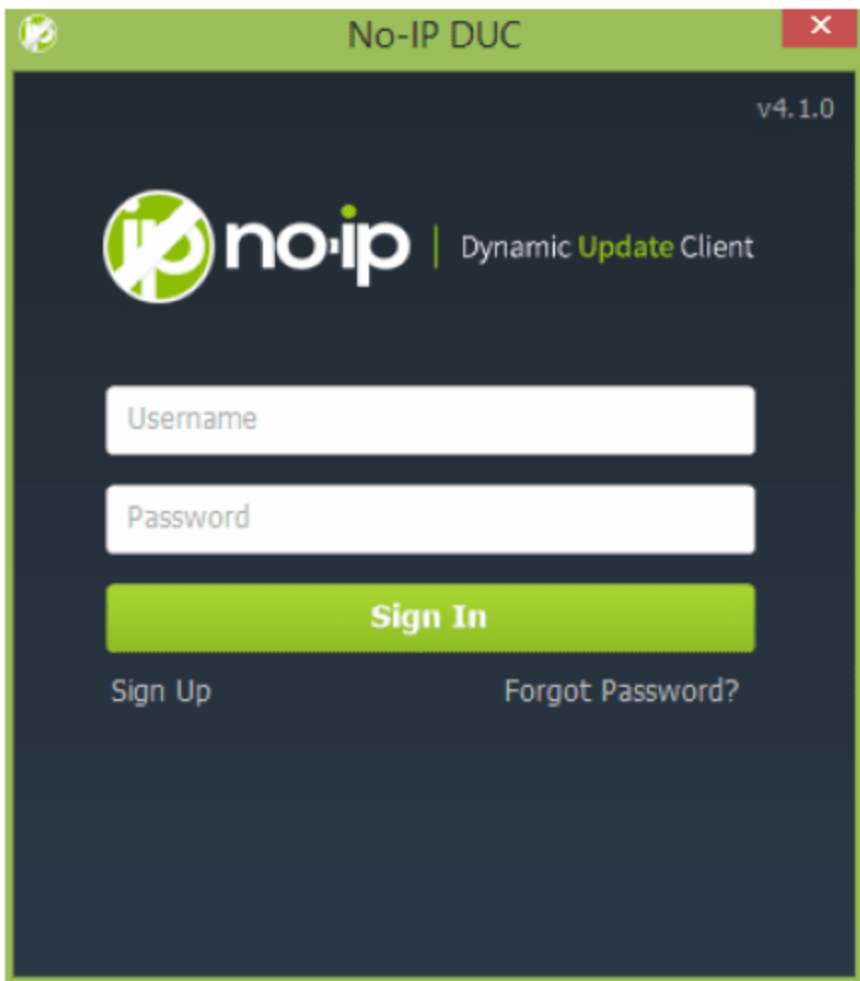 No-IP DUC
v4.1.0
ip no·ip | Dynamic Update Client
Username
Password
Sign In
Sign Up Forgot Password?